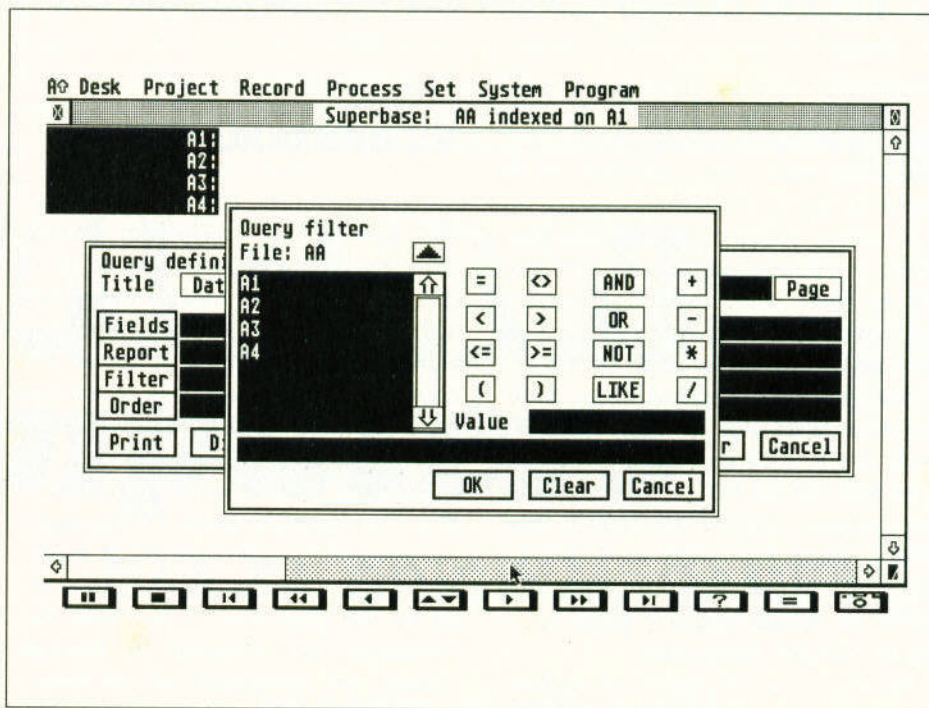 Desk Project Record Process Set System Program
Superbase: AA indexed on A1
A1:
A2:
A3:
A4:
Query filter
File: AA
A1
A2
A3
A4
= <> AND +
< > OR -
<= >= NOT *
( ) LIKE /
Value
OK Clear Cancel
Query defini
Title Dat Page
Fields
Report
Filter
Order
Print D r Cancel
? =